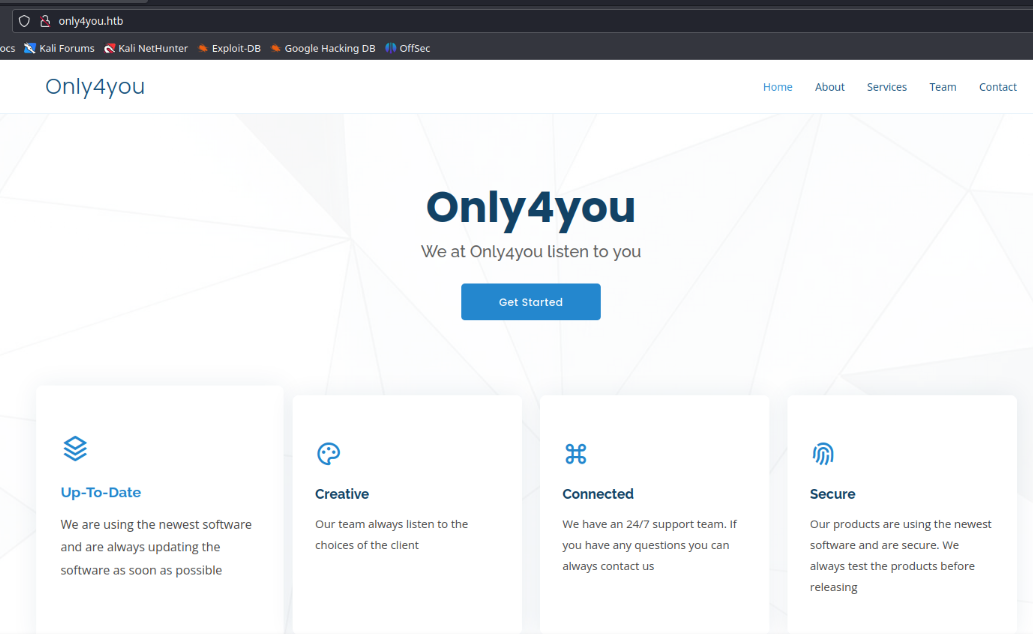 only4you.htb
ocs Kali Forums Kali NetHunter Exploit-DB Google Hacking DB OffSec
Only4you Home About Services Team Contact
Only4you
We at Only4you listen to you
Get Started
Up-To-Date
We are using the newest software
and are always updating the
software as soon as possible
Creative
Our team always listen to the
choices of the client
Connected
We have an 24/7 support team. If
you have any questions you can
always contact us
Secure
Our products are using the newest
software and are secure. We
always test the products before
releasing